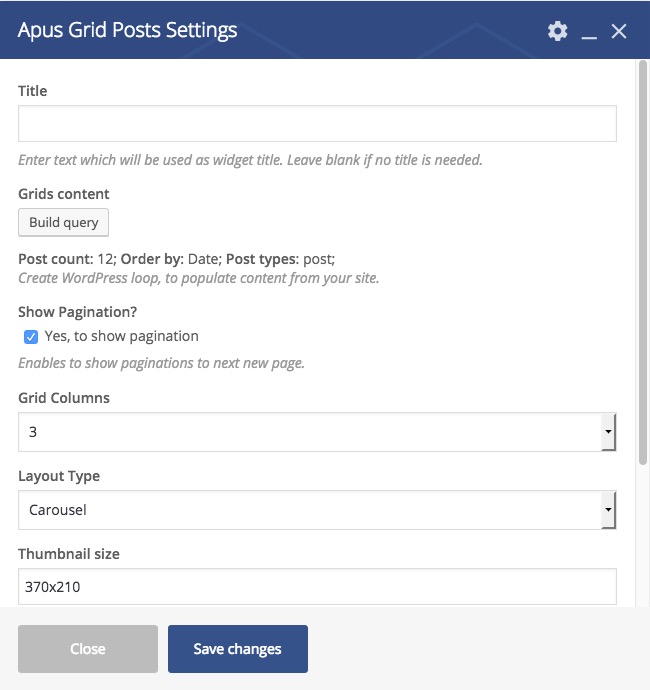 Apus Grid Posts Settings
Title
Enter text which will be used as widget title. Leave blank if no title is needed.
Grids content
Build query
Post count: 12; Order by: Date; Post types: post;
Create WordPress loop, to populate content from your site.
Show Pagination?
Yes, to show pagination
Enables to show paginations to next new page.
Grid Columns
3
Layout Type
Carousel
Thumbnail size
370x210
Close
Save changes